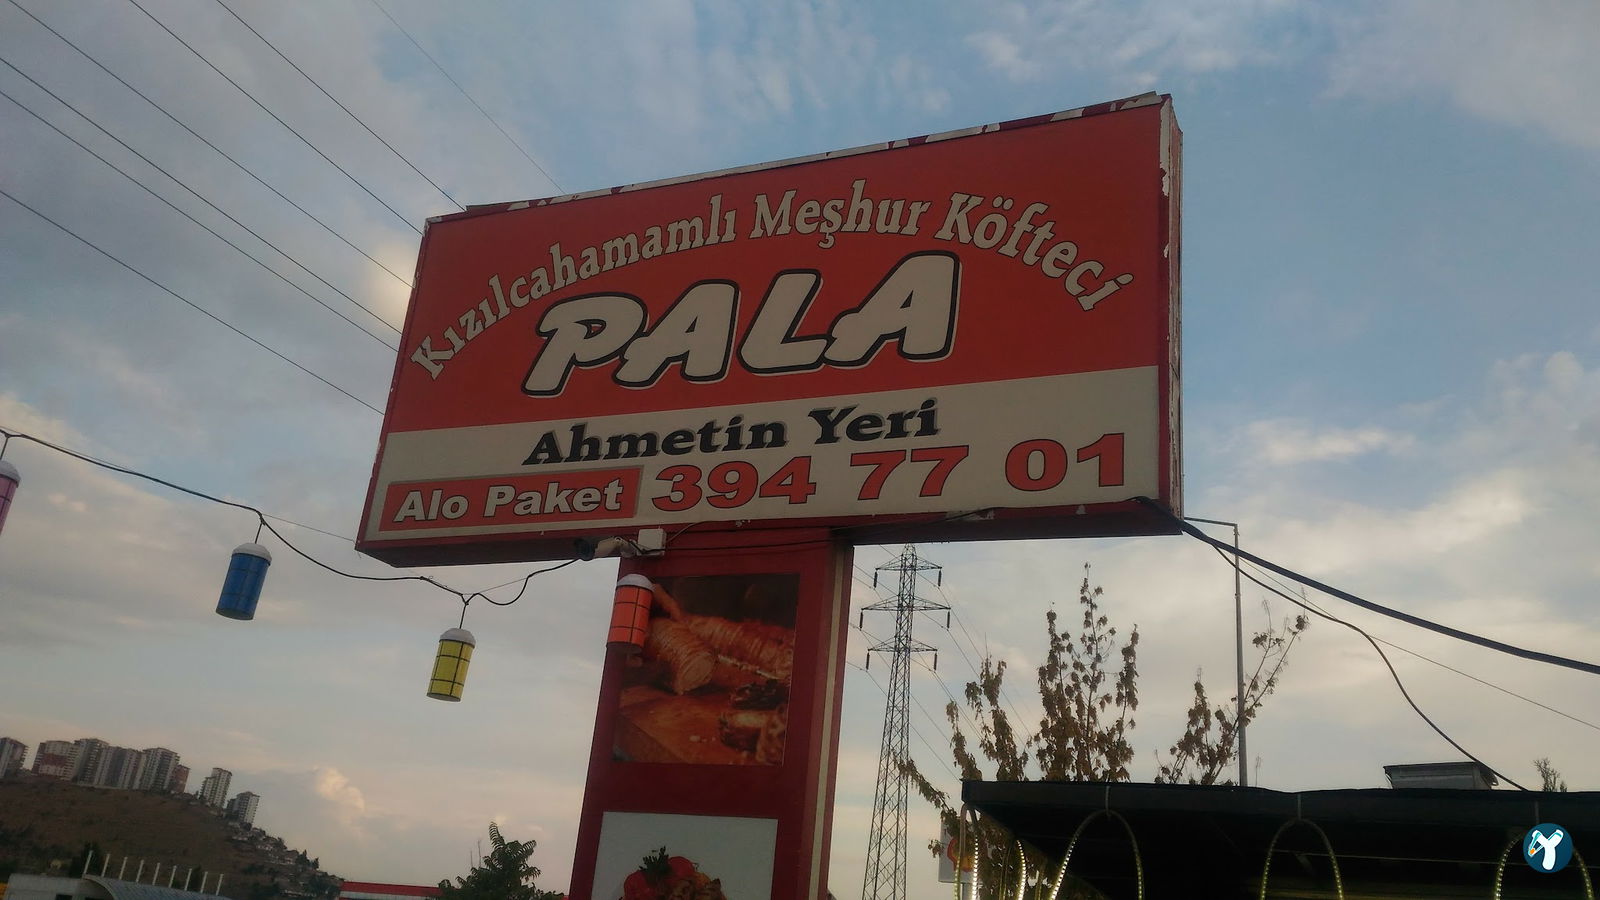 Kızılcahamamlı Meşhur Köfteci
PALA
Ahmetin Yeri
Alo Paket 394 77 01